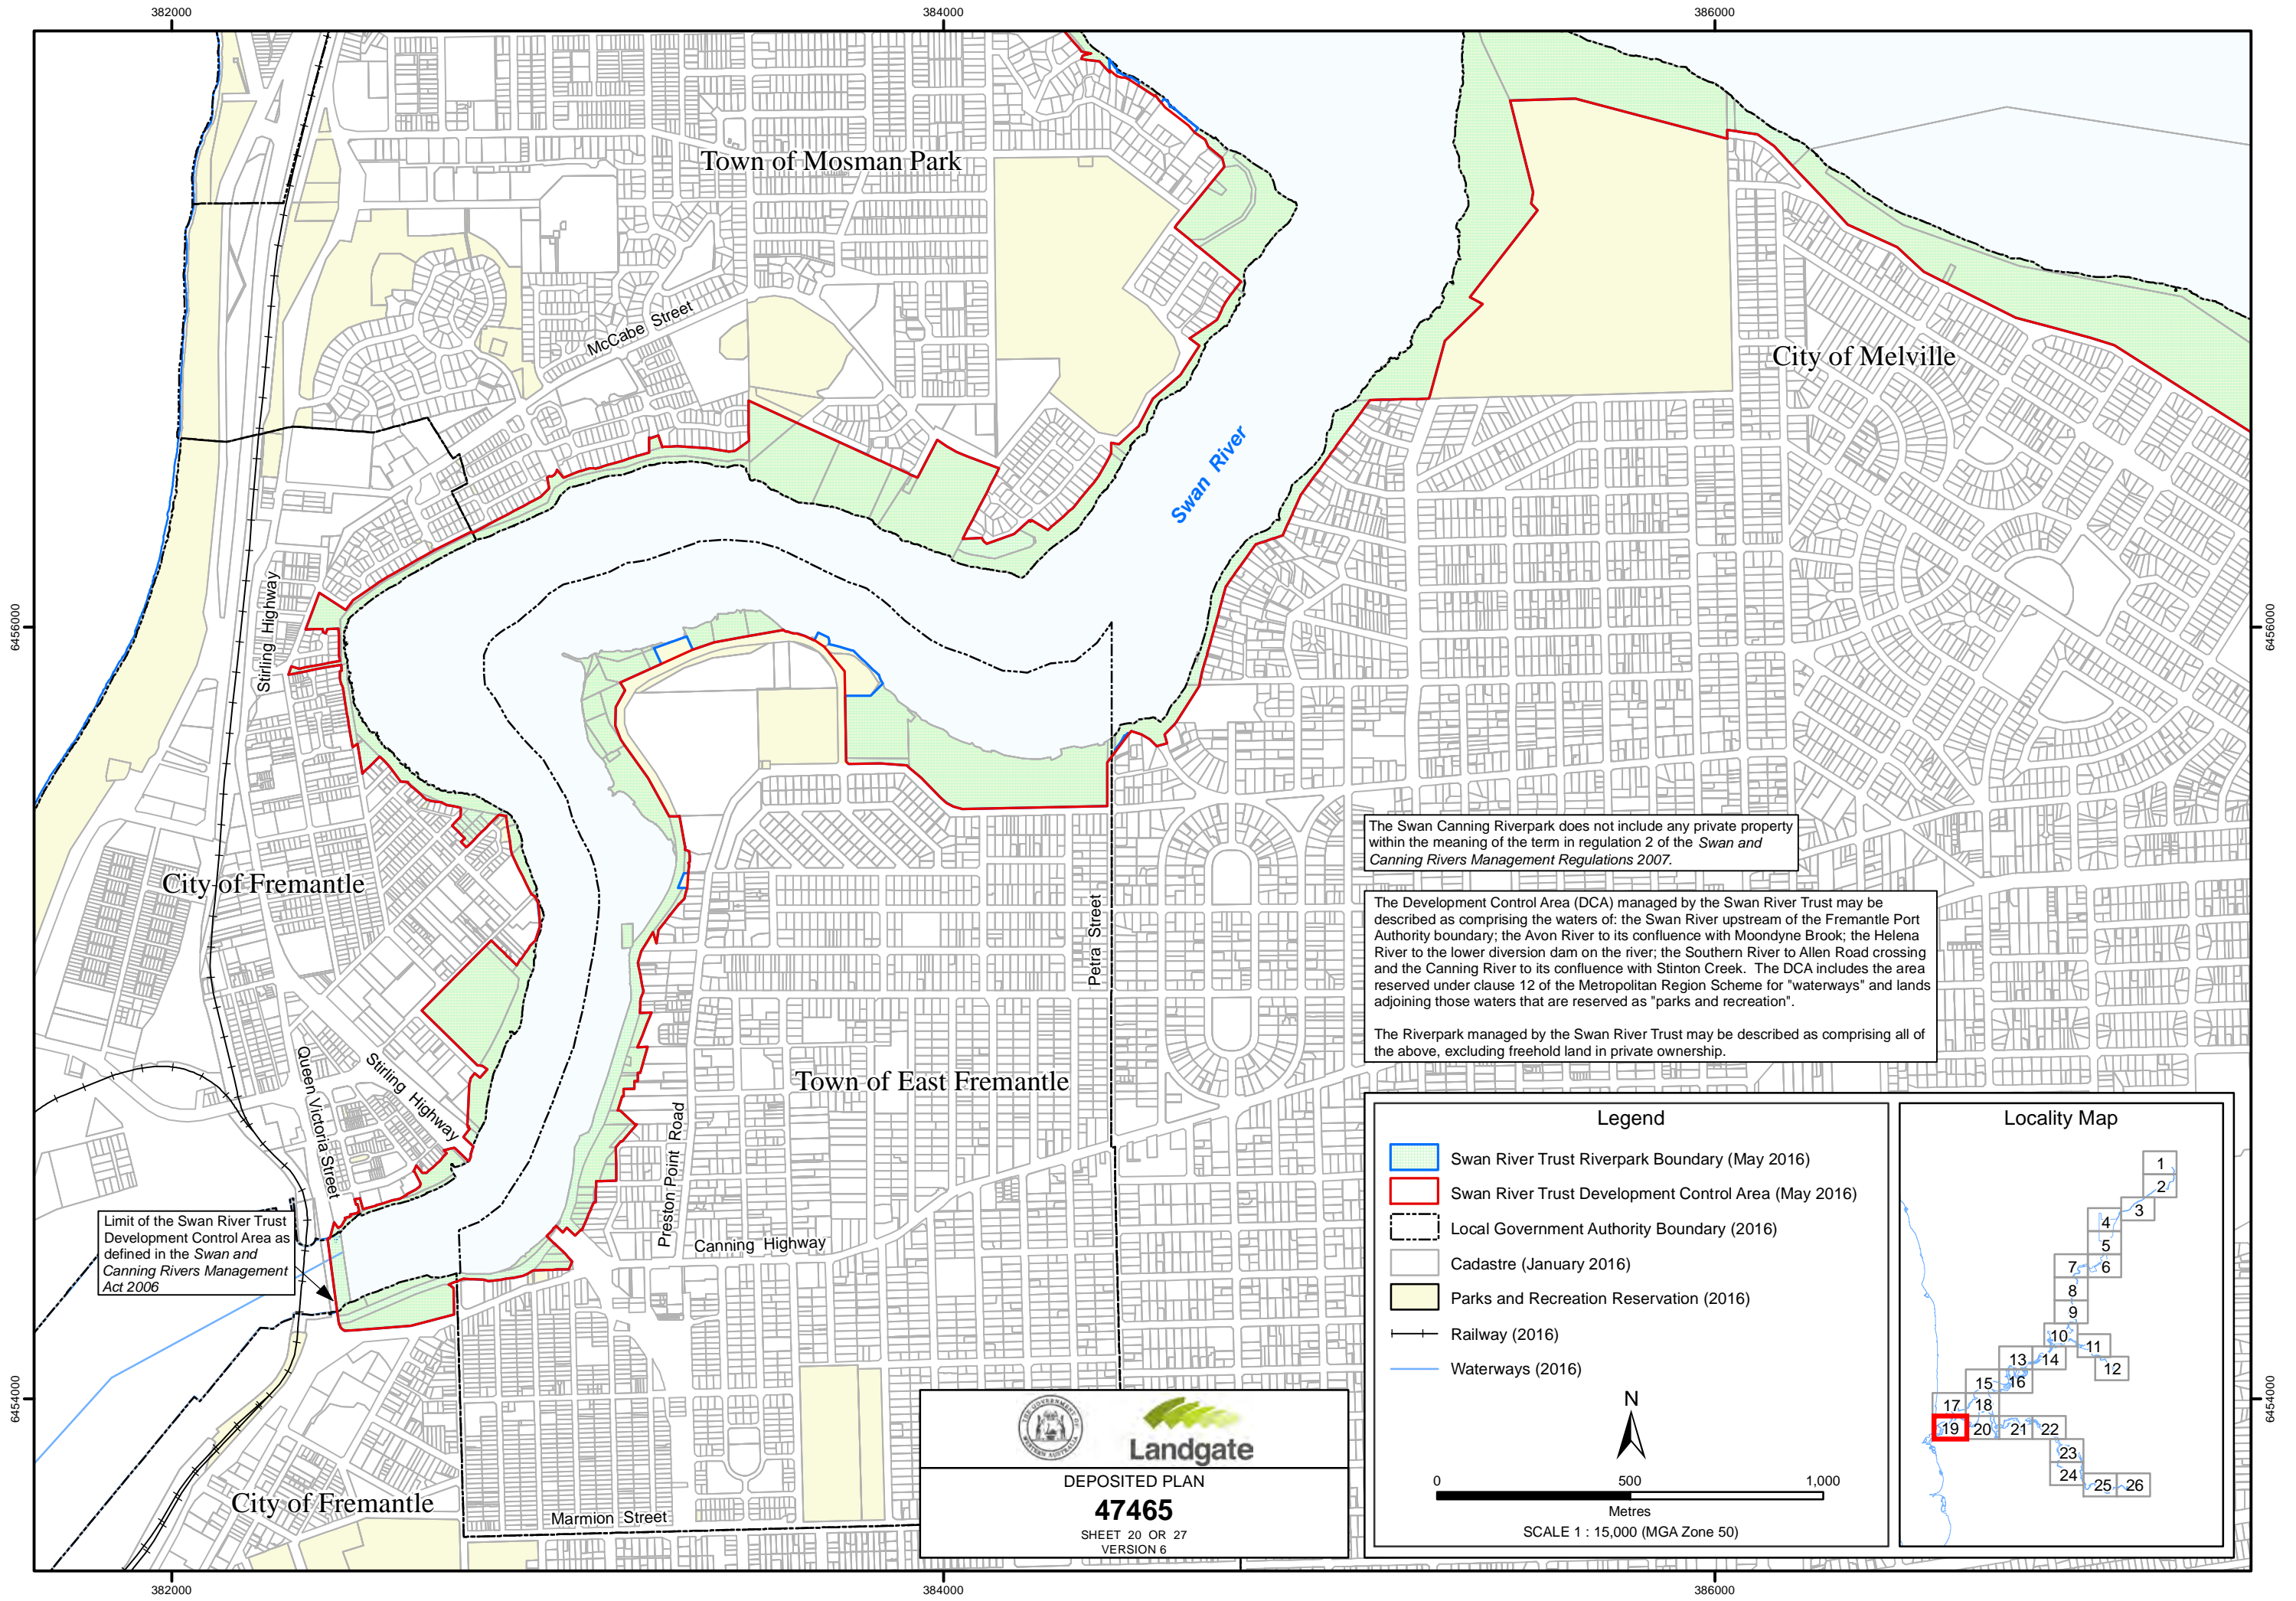 382000
384000
386000
Town of Mosman Park
McCabe Street
City of Melville
Swan River
6456000
6456000
Stirling Highway
The Swan Canning Riverpark does not include any private property
within the meaning of the term in regulation 2 of the Swan and
Canning Rivers Management Regulations 2007.
City of Fremantle
Petra Street
The Development Control Area (DCA) managed by the Swan River Trust may be
described as comprising the waters of: the Swan River upstream of the Fremantle Port
Authority boundary; the Avon River to its confluence with Moondyne Brook; the Helena
River to the lower diversion dam on the river; the Southern River to Allen Road crossing
and the Canning River to its confluence with Stinton Creek. The DCA includes the area
reserved under clause 12 of the Metropolitan Region Scheme for "waterways" and lands
adjoining those waters that are reserved as "parks and recreation".
The Riverpark managed by the Swan River Trust may be described as comprising all of
the above, excluding freehold land in private ownership.
Queen Victoria Street
Stirling Highway
Town of East Fremantle
Preston Point Road
Canning Highway
Limit of the Swan River Trust
Development Control Area as
defined in the Swan and
Canning Rivers Management
Act 2006
Legend
Swan River Trust Riverpark Boundary (May 2016)
Swan River Trust Development Control Area (May 2016)
Local Government Authority Boundary (2016)
Cadastre (January 2016)
Parks and Recreation Reservation (2016)
Railway (2016)
Waterways (2016)
N
0 500 1,000
Metres
SCALE 1 : 15,000 (MGA Zone 50)
Locality Map
1
2
3
4
5
7 6
8
9
10
11
13 14
12
15 16
17 18
19 20 21 22
23
24
25 26
6454000
6454000
THE GOVERNMENT OF
WESTERN AUSTRALIA
Landgate
DEPOSITED PLAN
47465
SHEET 20 OR 27
VERSION 6
City of Fremantle
Marmion Street
382000
384000
386000